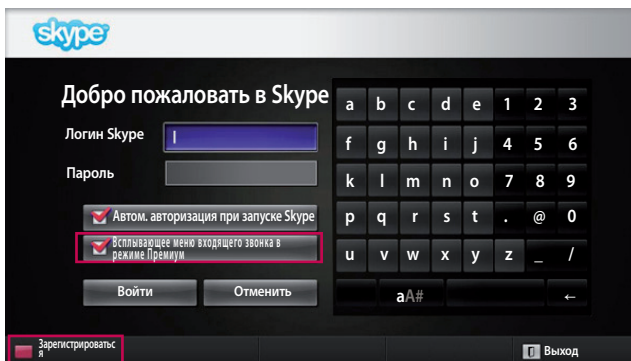 skype
Добро пожаловать в Skype
Логин Skype
Пароль
Автом. авторизация при запуске Skype
Всплывающее меню входящего звонка в
режиме Премиум
Войти Отменить
a b c d e 1 2 3
f g h i j 4 5 6
k l m n o 7 8 9
p q r s t . @ 0
u v w x y z _ /
aA# ←
Зарегистрироватьс
я
Выход